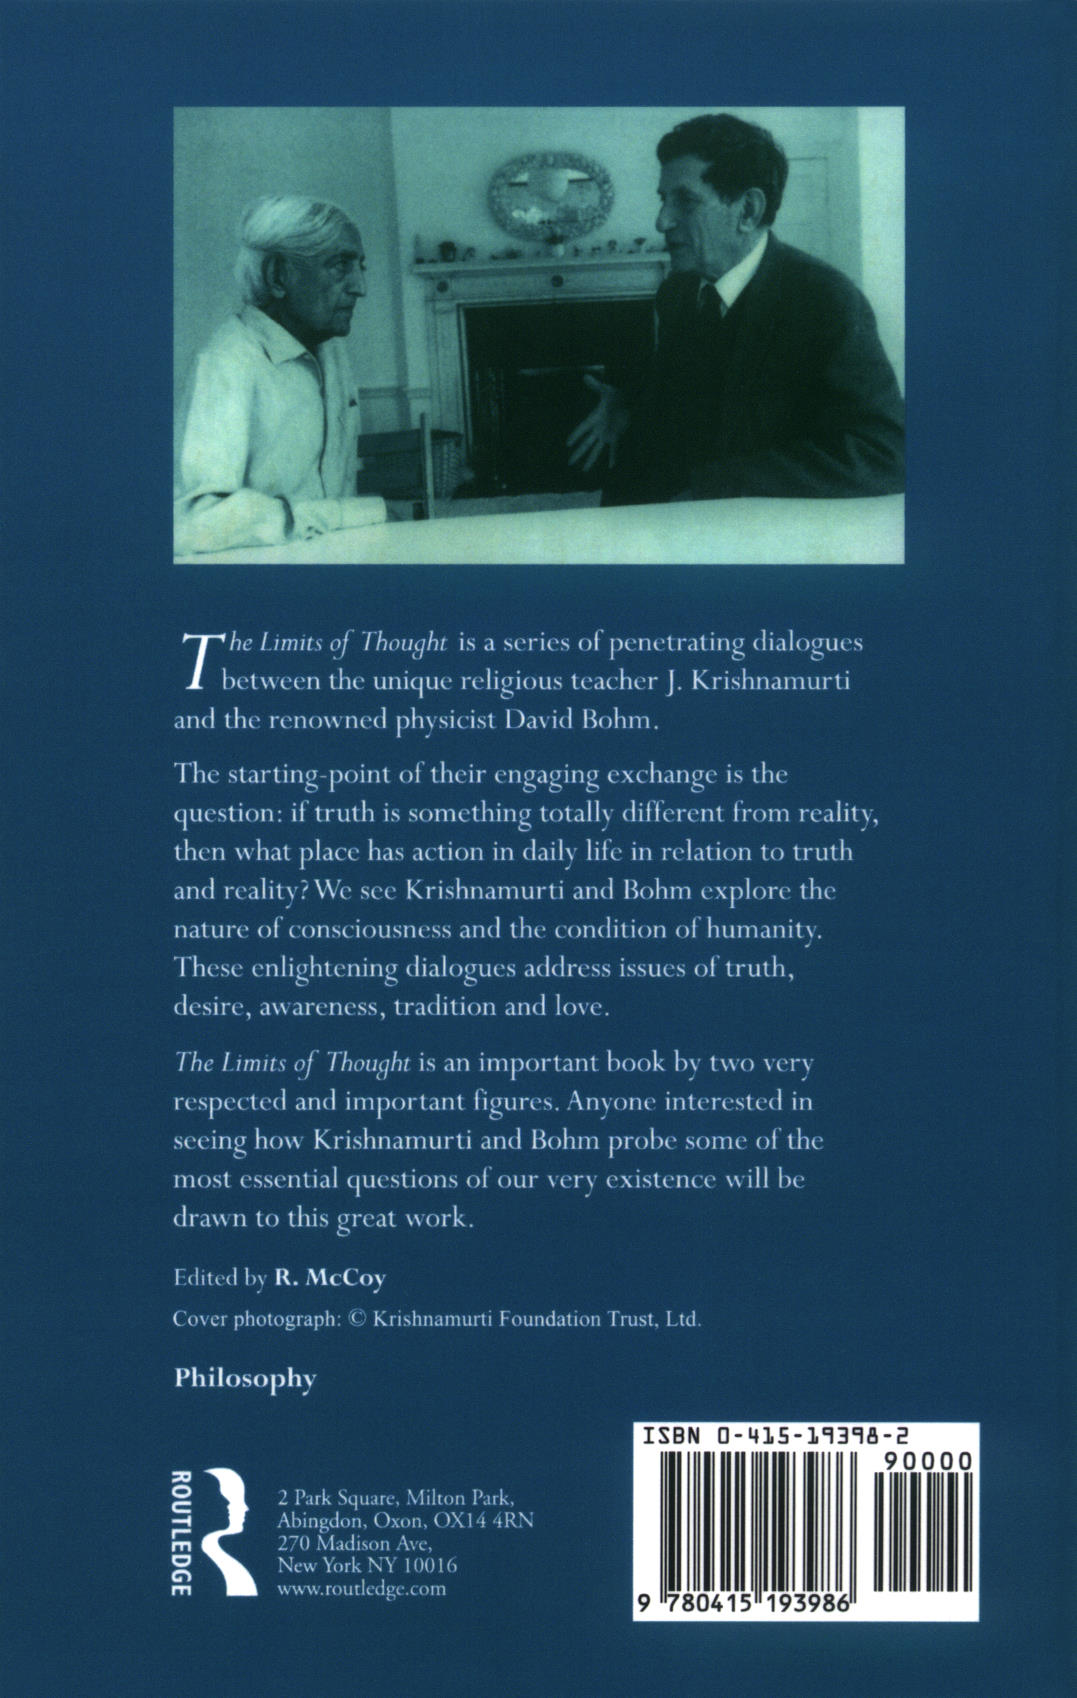 The Limits of Thought is a series of penetrating dialogues
between the unique religious teacher J. Krishnamurti
and the renowned physicist David Bohm.
The starting-point of their engaging exchange is the
question: if truth is something totally different from reality,
then what place has action in daily life in relation to truth
and reality? We see Krishnamurti and Bohm explore the
nature of consciousness and the condition of humanity.
These enlightening dialogues address issues of truth,
desire, awareness, tradition and love.
The Limits of Thought is an important book by two very
respected and important figures. Anyone interested in
seeing how Krishnamurti and Bohm probe some of the
most essential questions of our very existence will be
drawn to this great work.
Edited by R. McCoy
Cover photograph: © Krishnamurti Foundation Trust, Ltd.
Philosophy
ROUTLEDGE
2 Park Square, Milton Park,
Abingdon, Oxon, OX14 4RN
270 Madison Ave,
New York NY 10016
www.routledge.com
ISBN 0-415-19398-2
90000
9 780415 193986